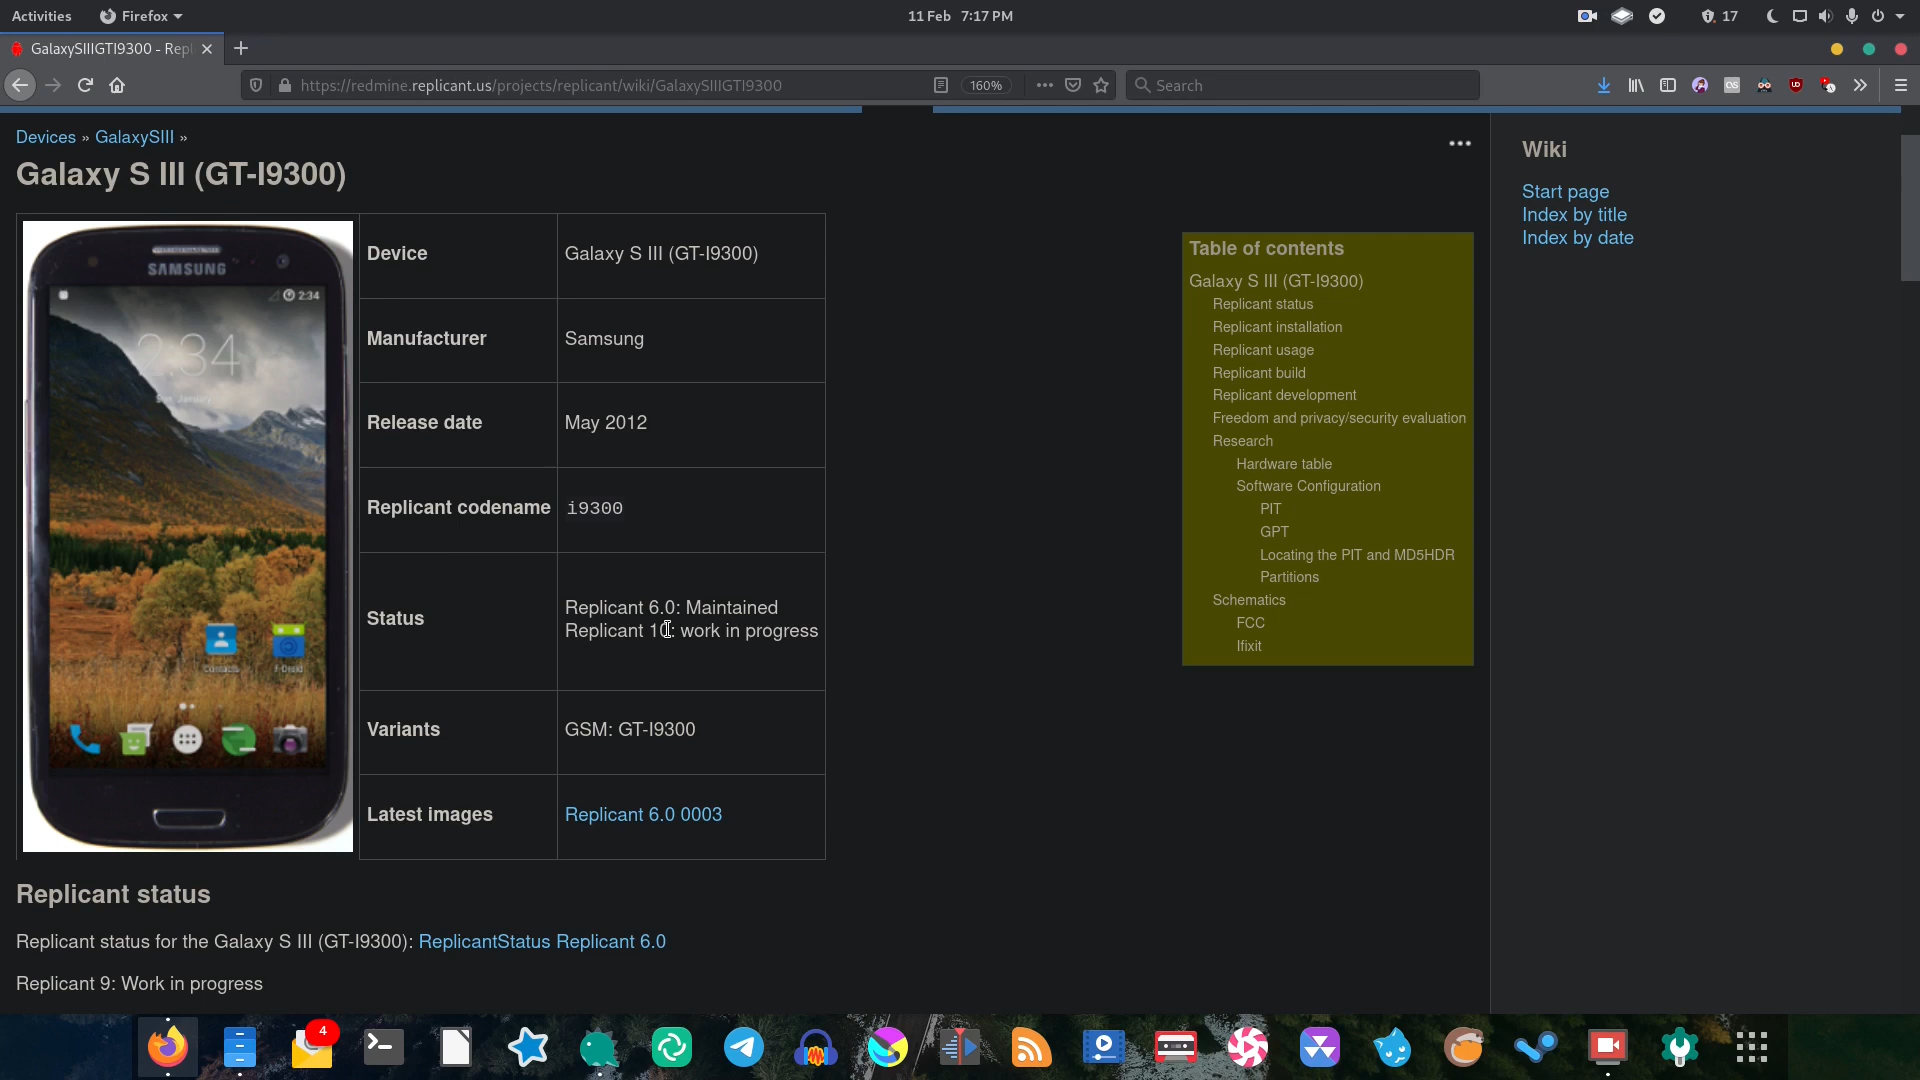 Activities
Firefox
11 Feb 7:17 PM
17
GalaxySIIIGTI9300 - Repl
https://redmine.replicant.us/projects/replicant/wiki/GalaxySIIIGTI9300
160%
Search
Devices » GalaxySIII »
Galaxy S III (GT-I9300)
SAMSUNG
2:34
2:34
Sun, January
Contacts
F-Droid
Device
Galaxy S III (GT-I9300)
Manufacturer
Samsung
Release date
May 2012
Replicant codename
i9300
Status
Replicant 6.0: Maintained
Replicant 10: work in progress
Variants
GSM: GT-I9300
Latest images
Replicant 6.0 0003
Table of contents
Galaxy S III (GT-I9300)
Replicant status
Replicant installation
Replicant usage
Replicant build
Replicant development
Freedom and privacy/security evaluation
Research
Hardware table
Software Configuration
PIT
GPT
Locating the PIT and MD5HDR
Partitions
Schematics
FCC
Ifixit
Wiki
Start page
Index by title
Index by date
Replicant status
Replicant status for the Galaxy S III (GT-I9300): ReplicantStatus Replicant 6.0
Replicant 9: Work in progress
4